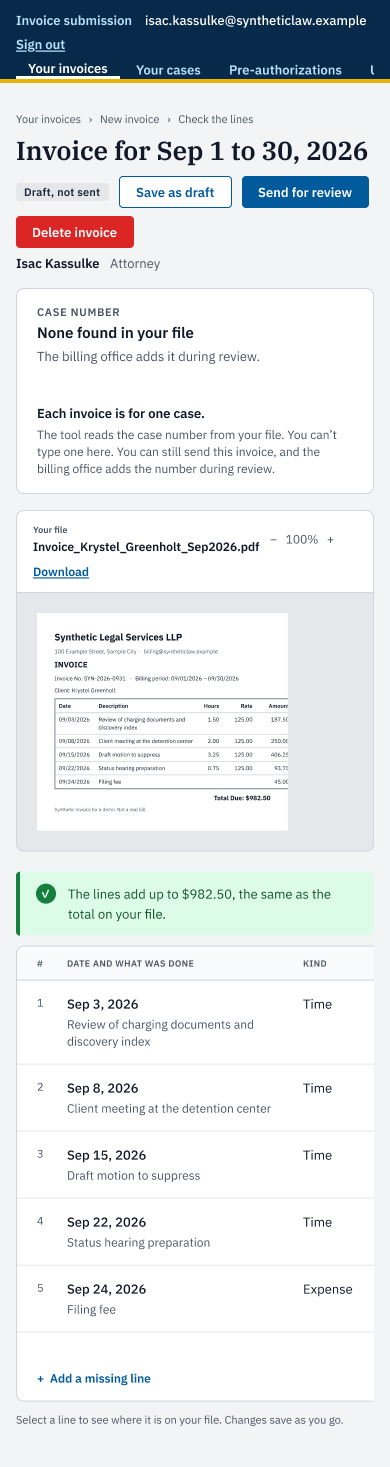 Invoice submission isac.kassulke@syntheticlaw.example
Sign out
Your invoices Your cases Pre-authorizations
Your invoices › New invoice › Check the lines
Invoice for Sep 1 to 30, 2026
Draft, not sent Save as draft Send for review
Delete invoice
Isac Kassulke Attorney
CASE NUMBER
None found in your file
The billing office adds it during review.
Each invoice is for one case.
The tool reads the case number from your file. You can’t
type one here. You can still send this invoice, and the
billing office adds the number during review.
Your file
Invoice_Krystel_Greenholt_Sep2026.pdf − 100% +
Download
Synthetic Legal Services LLP
100 Example Street, Sample City · billing@syntheticlaw.example
INVOICE
Invoice No: SYN-2026-0931 · Billing period: 09/01/2026 – 09/30/2026
Client: Krystel Greenholt
Date Description Hours Rate Amount
09/03/2026 Review of charging documents and 1.50 125.00 187.50
discovery index
09/08/2026 Client meeting at the detention center 2.00 125.00 250.00
09/15/2026 Draft motion to suppress 3.25 125.00 406.25
09/22/2026 Status hearing preparation 0.75 125.00 93.75
09/24/2026 Filing fee 45.00
Total Due: $982.50
Synthetic invoice for a demo. Not a real bill.
The lines add up to $982.50, the same as the
total on your file.
# DATE AND WHAT WAS DONE KIND
1 Sep 3, 2026 Time
Review of charging documents and
discovery index
2 Sep 8, 2026 Time
Client meeting at the detention center
3 Sep 15, 2026 Time
Draft motion to suppress
4 Sep 22, 2026 Time
Status hearing preparation
5 Sep 24, 2026 Expense
Filing fee
+ Add a missing line
Select a line to see where it is on your file. Changes save as you go.